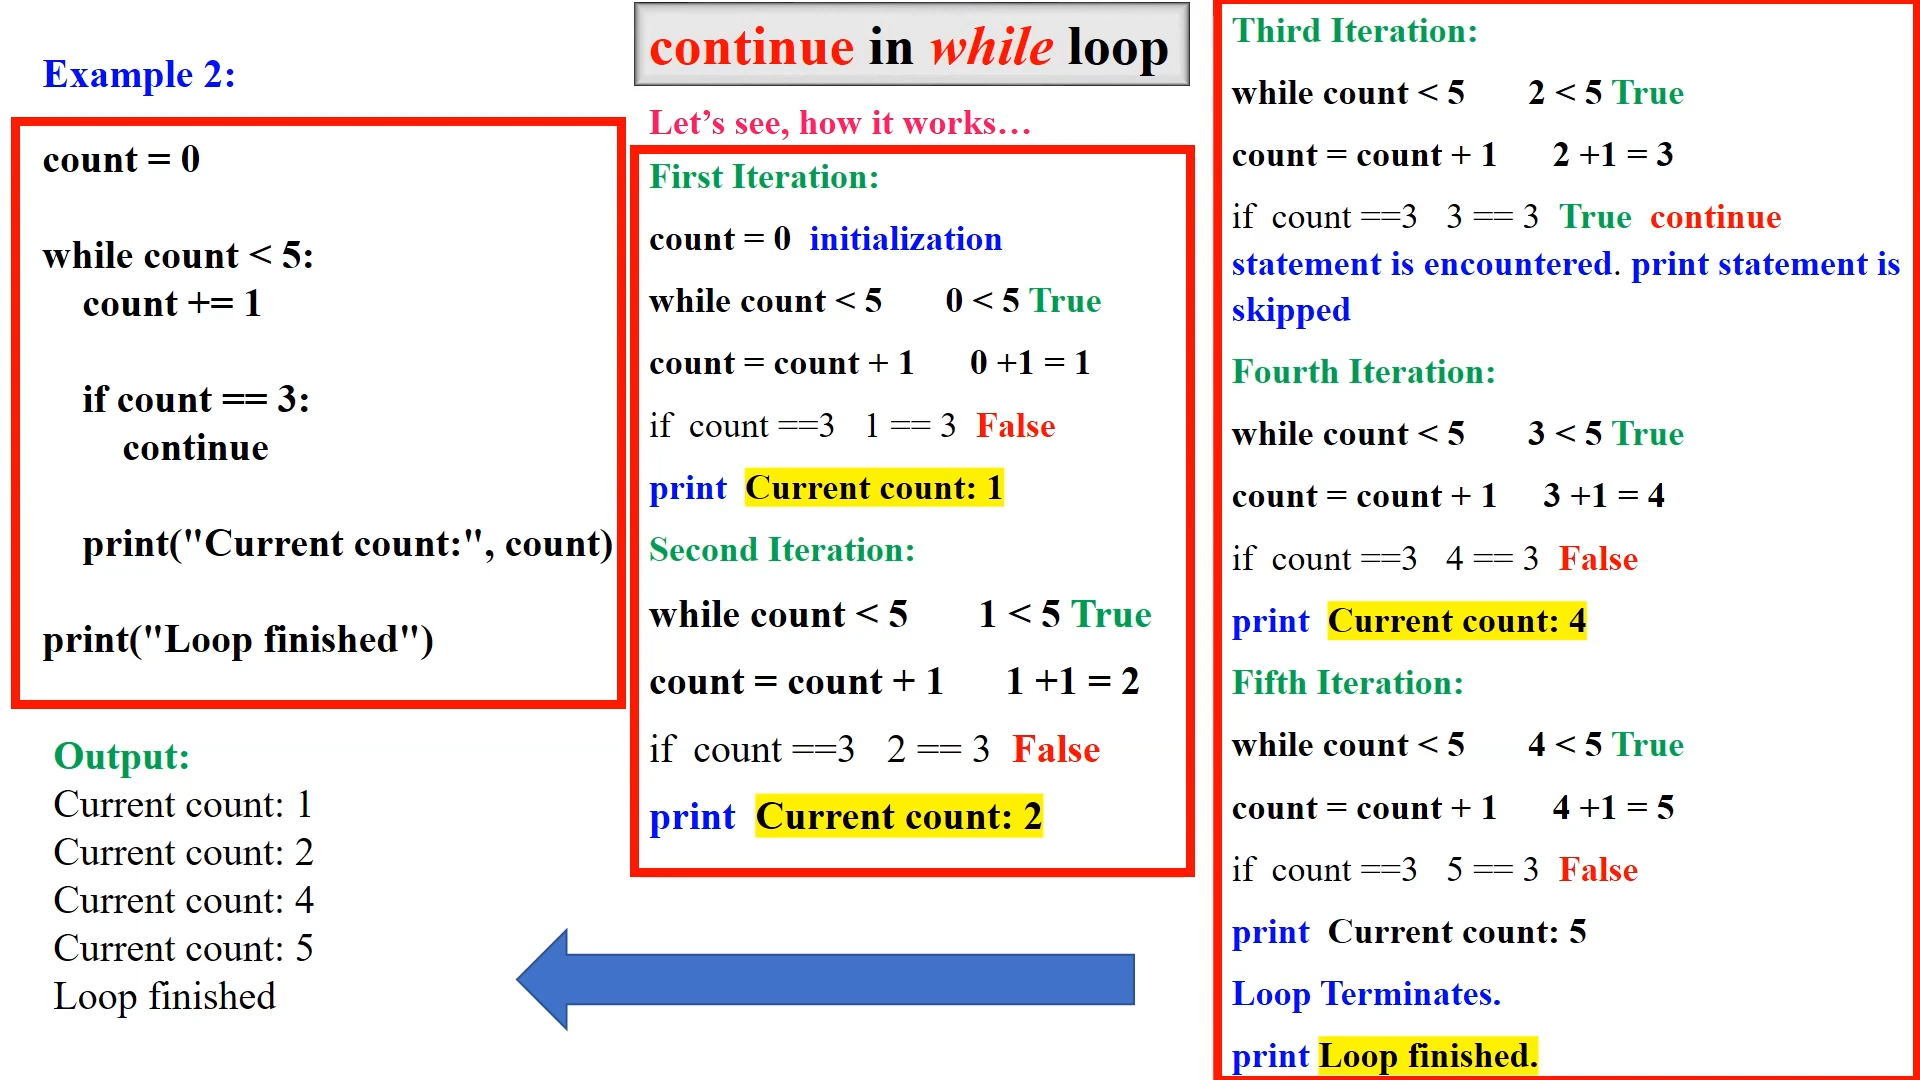 continue in while loop
Example 2:
count = 0
while count < 5:
count += 1
if count == 3:
continue
print("Current count:", count)
print("Loop finished")
Output:
Current count: 1
Current count: 2
Current count: 4
Current count: 5
Loop finished
Let’s see, how it works…
First Iteration:
count = 0 initialization
while count < 5 0 < 5 True
count = count + 1 0 +1 = 1
if count ==3 1 == 3 False
print Current count: 1
Second Iteration:
while count < 5 1 < 5 True
count = count + 1 1 +1 = 2
if count ==3 2 == 3 False
print Current count: 2
Third Iteration:
while count < 5 2 < 5 True
count = count + 1 2 +1 = 3
if count ==3 3 == 3 True continue
statement is encountered. print statement is
skipped
Fourth Iteration:
while count < 5 3 < 5 True
count = count + 1 3 +1 = 4
if count ==3 4 == 3 False
print Current count: 4
Fifth Iteration:
while count < 5 4 < 5 True
count = count + 1 4 +1 = 5
if count ==3 5 == 3 False
print Current count: 5
Loop Terminates.
print Loop finished.